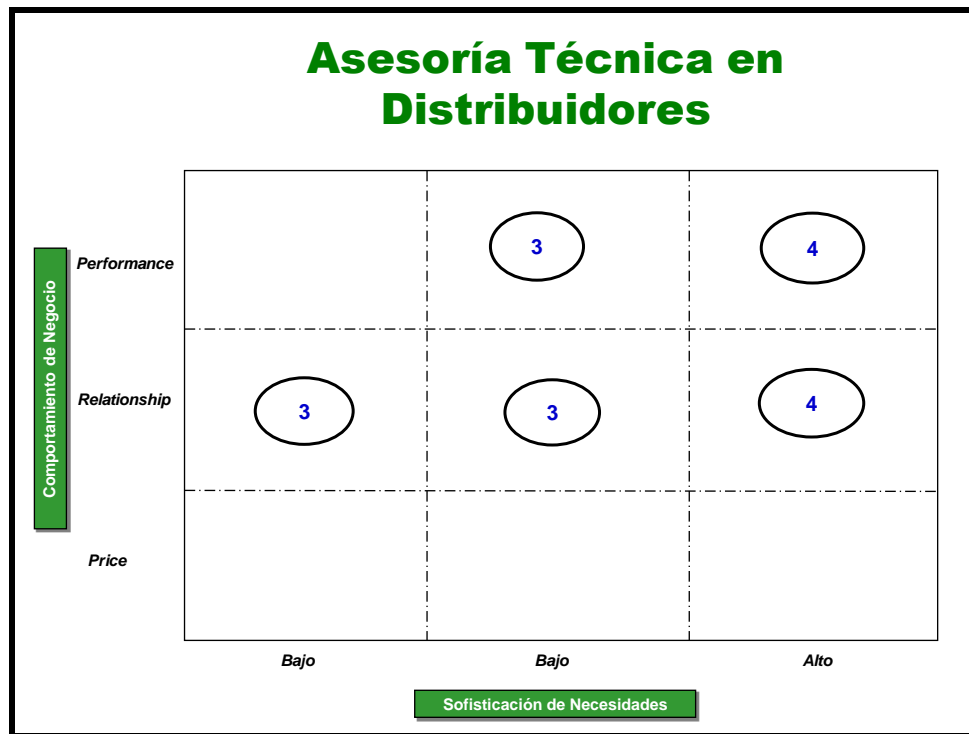 Asesoría Técnica en
Distribuidores
Comportamiento de Negocio
Performance
3
4
Relationship
3
3
4
Price
Bajo
Bajo
Alto
Sofisticación de Necesidades